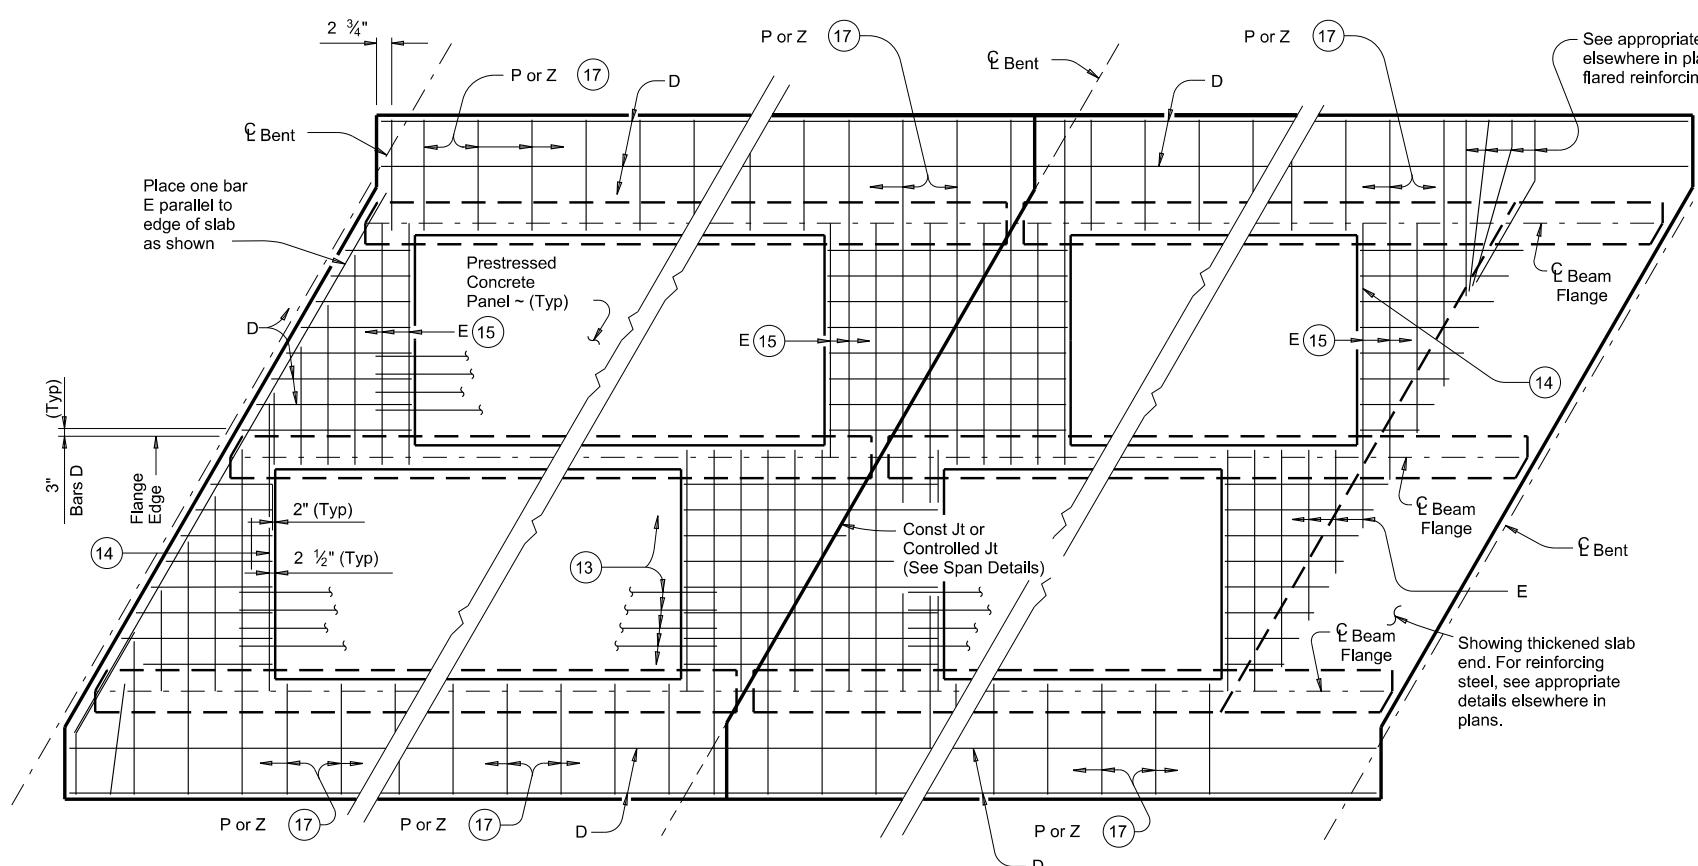 2 ¾"
P or Z 17
D
P or Z 17
℄ Bent
P or Z 17
D
See appropriate
elsewhere in
flared
℄ Bent
Place one bar
E parallel to
edge of slab
as shown
Prestressed
Concrete
Panel ~ (Typ)
℄ Beam
Flange
D
E 15
E 15
E 15
14
(Typ)
3"
Bars D
Flange
Edge
2" (Typ)
2 ½" (Typ)
14
13
Const Jt or
Controlled Jt
(See Span Details)
℄ Beam
Flange
℄ Bent
E
℄ Beam
Flange
Showing thickened slab
end. For reinforcing
steel, see appropriate
details elsewhere in
plans.
P or Z 17
P or Z 17
D
P or Z 17
D